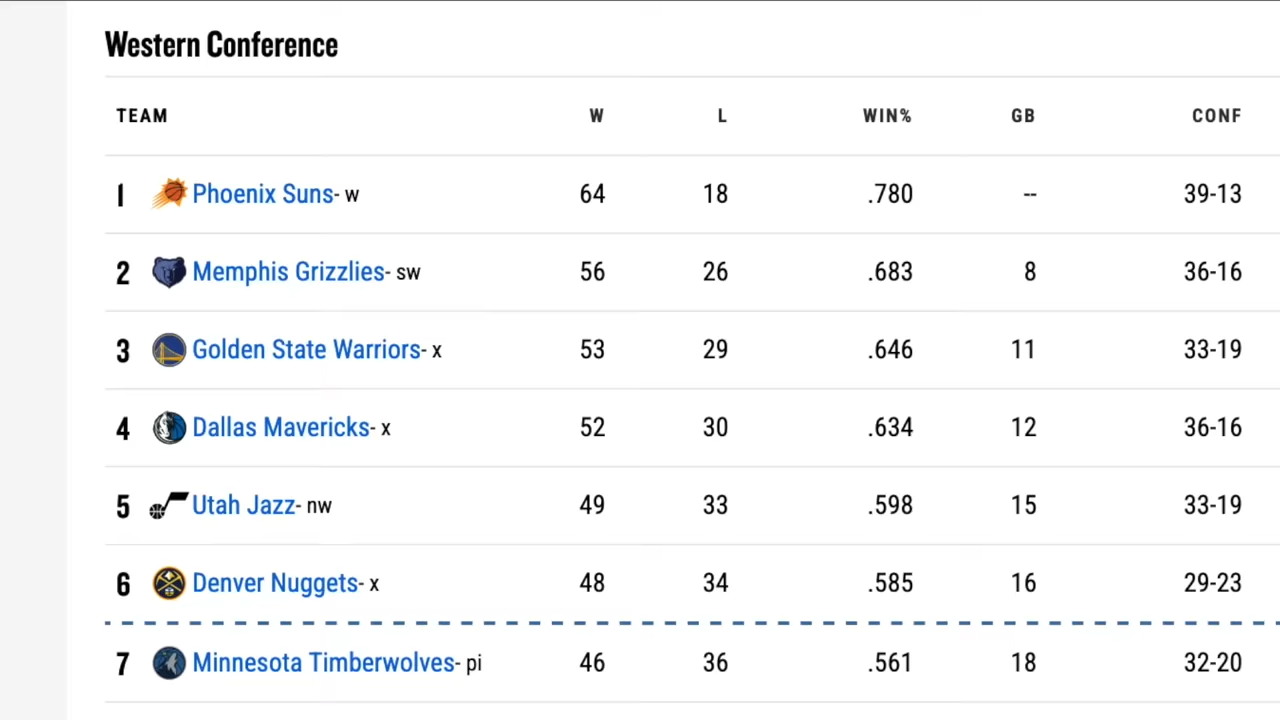 Western Conference
TEAM W L WIN% GB CONF
1 Phoenix Suns- w 64 18 .780 -- 39-13
2 Memphis Grizzlies- sw 56 26 .683 8 36-16
3 Golden State Warriors- x 53 29 .646 11 33-19
4 Dallas Mavericks- x 52 30 .634 12 36-16
5 Utah Jazz- nw 49 33 .598 15 33-19
6 Denver Nuggets- x 48 34 .585 16 29-23
7 Minnesota Timberwolves- pi 46 36 .561 18 32-20